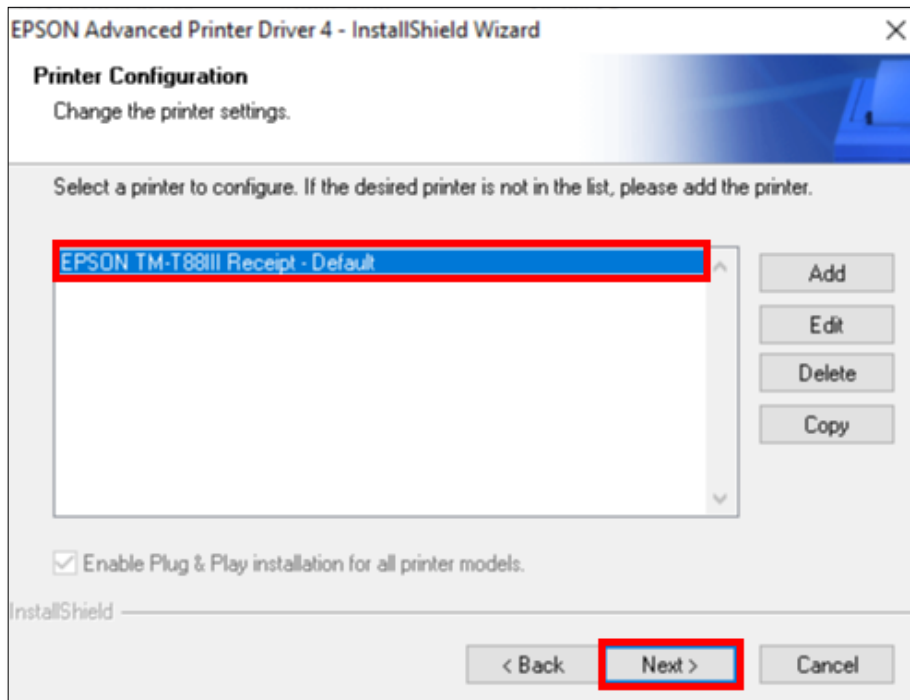 EPSON Advanced Printer Driver 4 - InstallShield Wizard
Printer Configuration
Change the printer settings.
Select a printer to configure. If the desired printer is not in the list, please add the printer.
EPSON TM-T88III Receipt - Default
Add
Edit
Delete
Copy
Enable Plug & Play installation for all printer models.
InstallShield
< Back Next > Cancel